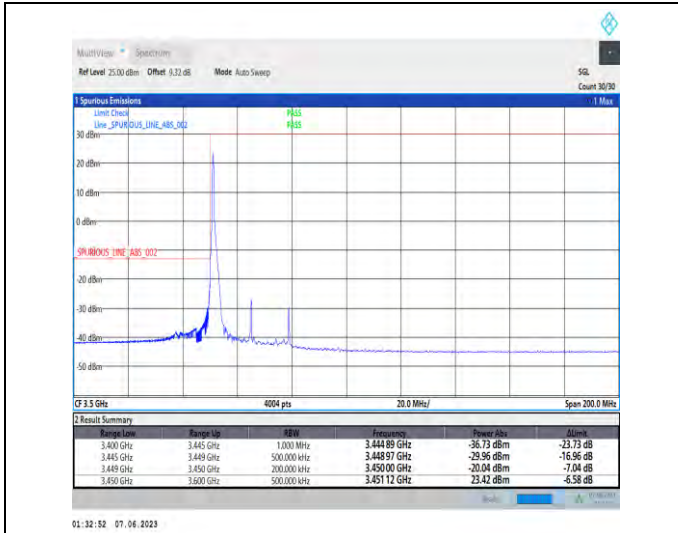 MultiView Spectrum
Ref Level 25.00 dBm Offset 9.32 dB Mode Auto Sweep SGL
Count 30/30
1 Spurious Emissions 1 Max
Limit Check PASS
Line _SPURIOUS_LINE_ABS_002 PASS
30 dBm
20 dBm
10 dBm
0 dBm
_SPURIOUS_LINE_ABS_002
-20 dBm
-30 dBm
-40 dBm
-50 dBm
CF 3.5 GHz 4004 pts 20.0 MHz/ Span 200.0 MHz
2 Result Summary
Range Low Range Up RBW Frequency Power Abs ΔLimit
3.400 GHz 3.445 GHz 1.000 MHz 3.444 89 GHz -36.73 dBm -23.73 dB
3.445 GHz 3.449 GHz 500.000 kHz 3.448 97 GHz -29.96 dBm -16.96 dB
3.449 GHz 3.450 GHz 200.000 kHz 3.450 00 GHz -20.04 dBm -7.04 dB
3.450 GHz 3.600 GHz 500.000 kHz 3.451 12 GHz 23.42 dBm -6.58 dB
01:32:52 07.06.2023